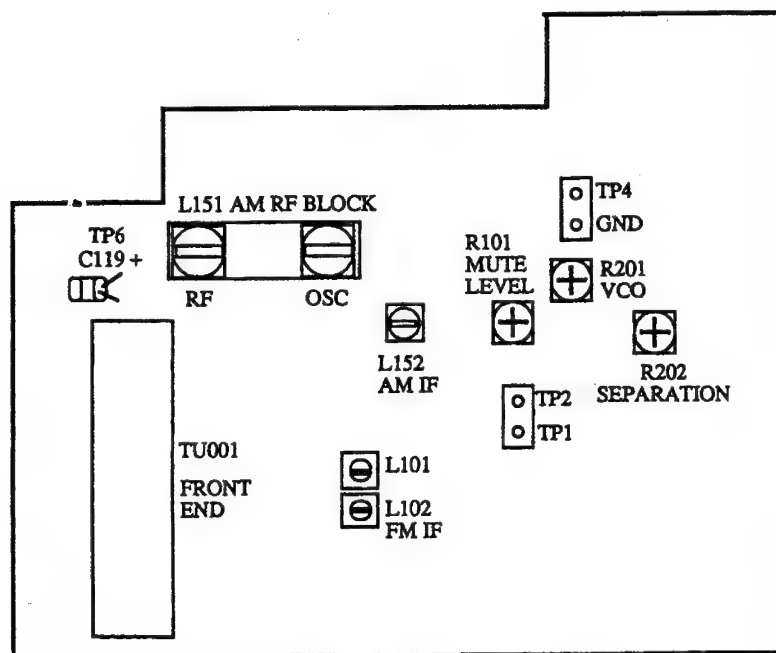 L151 AM RF BLOCK
TP6
C119 +
RF
OSC
TP4
GND
R101
MUTE
LEVEL
R201
VCO
L152
AM IF
R202
SEPARATION
TP2
TP1
TU001
FRONT
END
L101
L102
FM IF